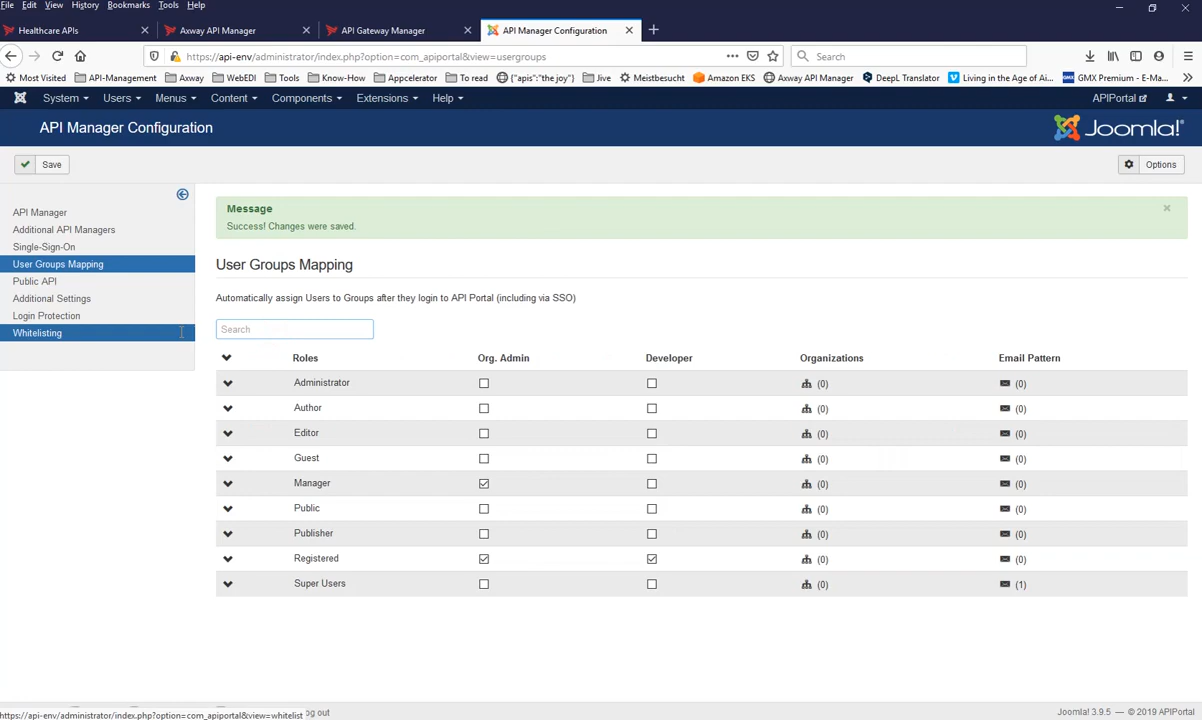 File Edit View History Bookmarks Tools Help
Healthcare APIs Axway API Manager API Gateway Manager API Manager Configuration
https://api-env/administrator/index.php?option=com_apiportal&view=usergroups Search
Most Visited API-Management Axway WebEDI Tools Know-How Appcelerator To read {"apis":"the joy"} Jive Meistbesucht Amazon EKS Axway API Manager DeepL Translator Living in the Age of Ai... GMX Premium - E-Ma...
System Users Menus Content Components Extensions Help APIPortal
API Manager Configuration Joomla!
Save Options
API Manager
Additional API Managers
Single-Sign-On
User Groups Mapping
Public API
Additional Settings
Login Protection
Whitelisting
Message
Success! Changes were saved.
User Groups Mapping
Automatically assign Users to Groups after they login to API Portal (including via SSO)
Search
Roles Org. Admin Developer Organizations Email Pattern
Administrator (0) (0)
Author (0) (0)
Editor (0) (0)
Guest (0) (0)
Manager (0) (0)
Public (0) (0)
Publisher (0) (0)
Registered (0) (0)
Super Users (0) (1)
https://api-env/administrator/index.php?option=com_apiportal&view=whitelist og out Joomla! 3.9.5 — © 2019 APIPortal